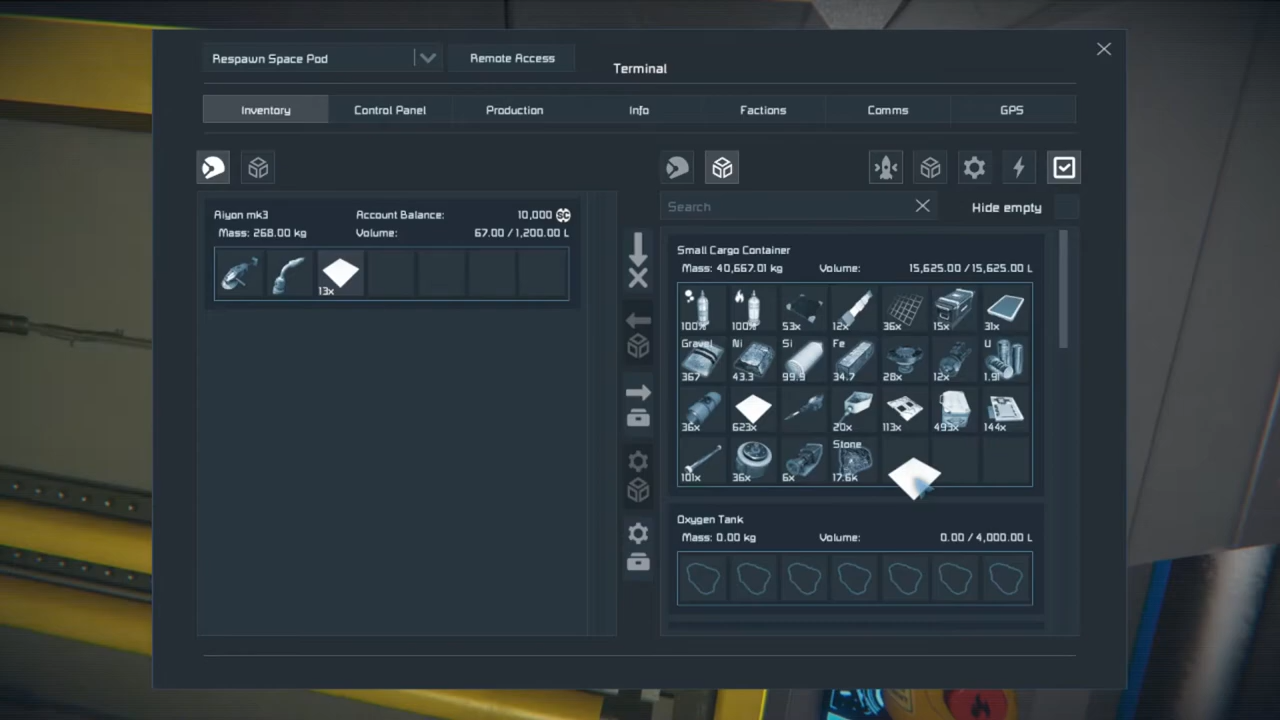 Respawn Space Pod
Remote Access
Terminal
Inventory
Control Panel
Production
Info
Factions
Comms
GPS
Aiyon mk3
Account Balance:
10,000 SC
Mass: 268.00 kg
Volume:
67.00 / 1,200.00 L
13x
Search
Hide empty
Small Cargo Container
Mass: 40,667.01 kg
Volume:
15,625.00 / 15,625.00 L
100%
100%
53x
12x
36x
15x
31x
Gravel
Ni
Si
Fe
U
367
43.3
99.9
34.7
28x
12x
1.91
36x
623x
20x
113x
493x
144x
Stone
101x
36x
6x
17.6k
Oxygen Tank
Mass: 0.00 kg
Volume:
0.00 / 4,000.00 L